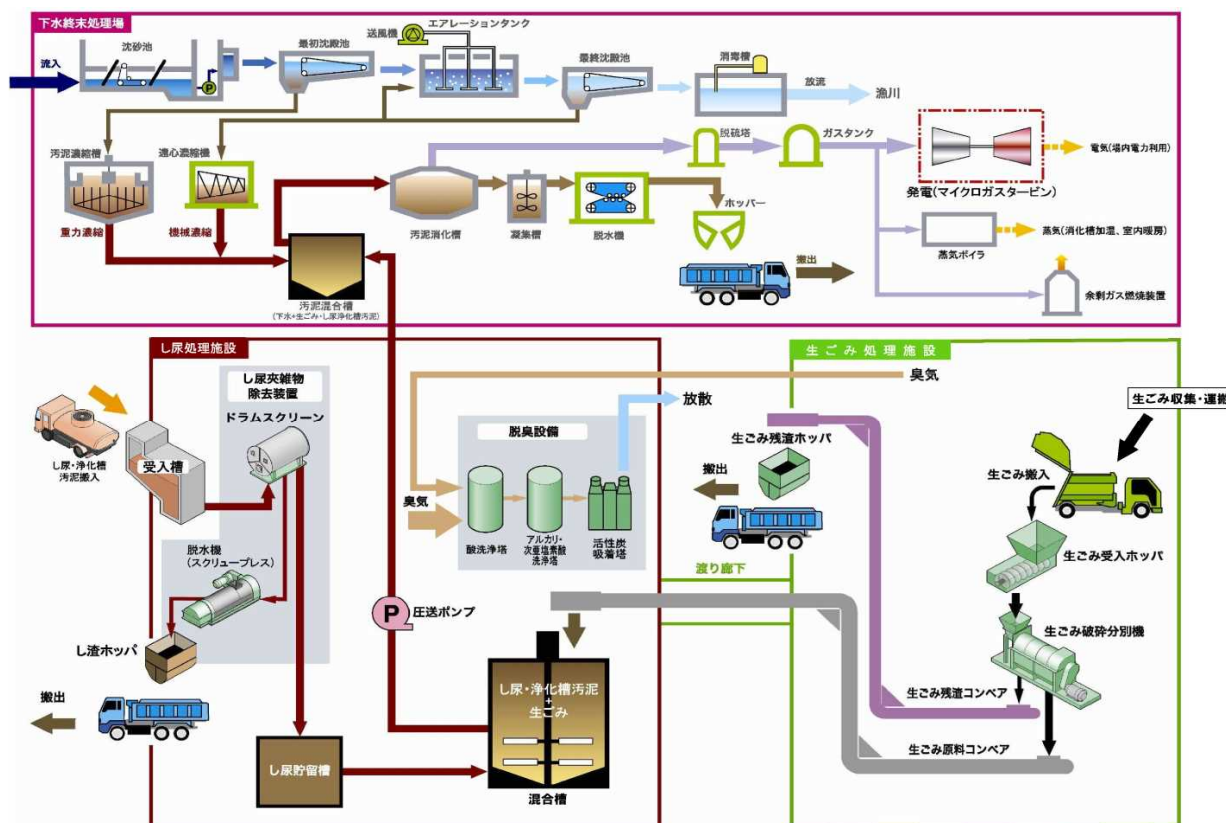 下水終末処理場
流入
沈砂池
P
最初沈殿池
送風機
エアレーションタンク
最終沈殿池
消毒槽
放流
漁川
汚泥濃縮槽
遠心濃縮機
重力濃縮
機械濃縮
汚泥混合槽
(下水+生ごみ・し尿浄化槽汚泥)
汚泥消化槽
凝集槽
脱水機
ホッパー
搬出
脱硫塔
ガスタンク
発電(マイクロガスタービン)
電気(場内電力利用)
蒸気ボイラ
蒸気(消化槽加温、室内暖房)
余剰ガス燃焼装置
し尿処理施設
し尿・浄化槽
汚泥搬入
受入槽
し尿夾雑物
除去装置
ドラムスクリーン
脱水機
(スクリュープレス)
し渣ホッパ
搬出
し尿貯留槽
P
圧送ポンプ
脱臭設備
臭気
酸洗浄塔
アルカリ・
次亜塩素酸
洗浄塔
活性炭
吸着塔
放散
し尿・浄化槽汚泥
+
生ごみ
混合槽
渡り廊下
生ごみ処理施設
臭気
生ごみ収集・運搬
生ごみ残渣ホッパ
搬出
生ごみ搬入
生ごみ受入ホッパ
生ごみ破砕分別機
生ごみ残渣コンベア
生ごみ原料コンベア